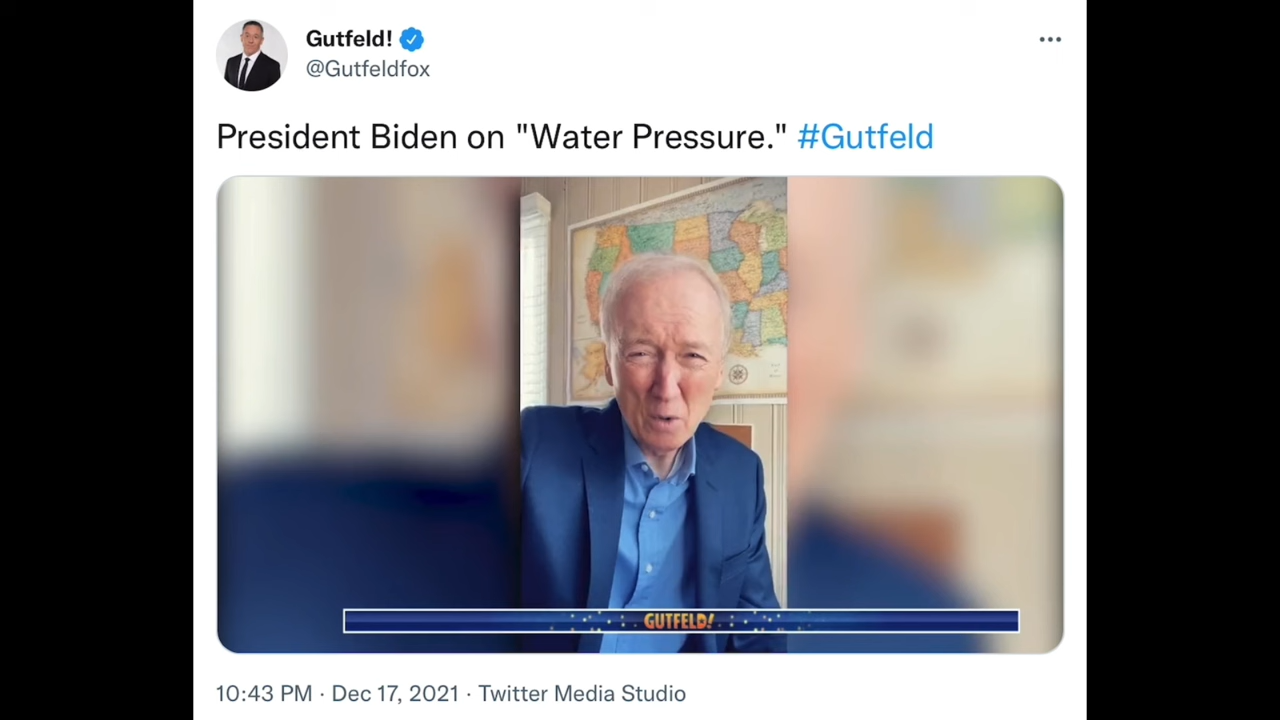 Gutfeld!
@Gutfeldfox
President Biden on "Water Pressure." #Gutfeld
GUTFELD!
10:43 PM · Dec 17, 2021 · Twitter Media Studio